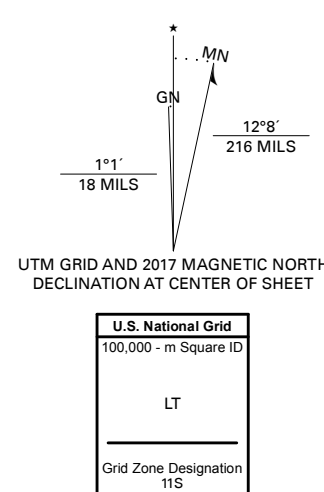 ★
MN
GN
12°8´
216 MILS
1°1´
18 MILS
UTM GRID AND 2017 MAGNETIC NORTH
DECLINATION AT CENTER OF SHEET
U.S. National Grid
100,000 - m Square ID
LT
Grid Zone Designation
11S